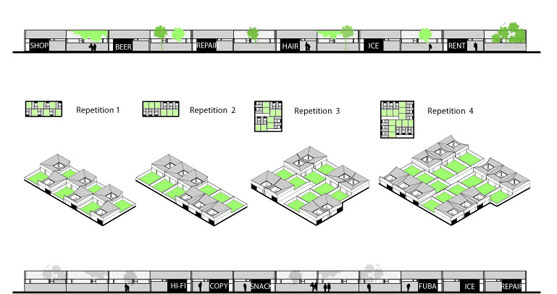 SHOP BEER REPAIR HAIR ICE RENT
Repetition 1 Repetition 2 Repetition 3 Repetition 4
HI-FI COPY SNACK FUBA ICE REPAIR